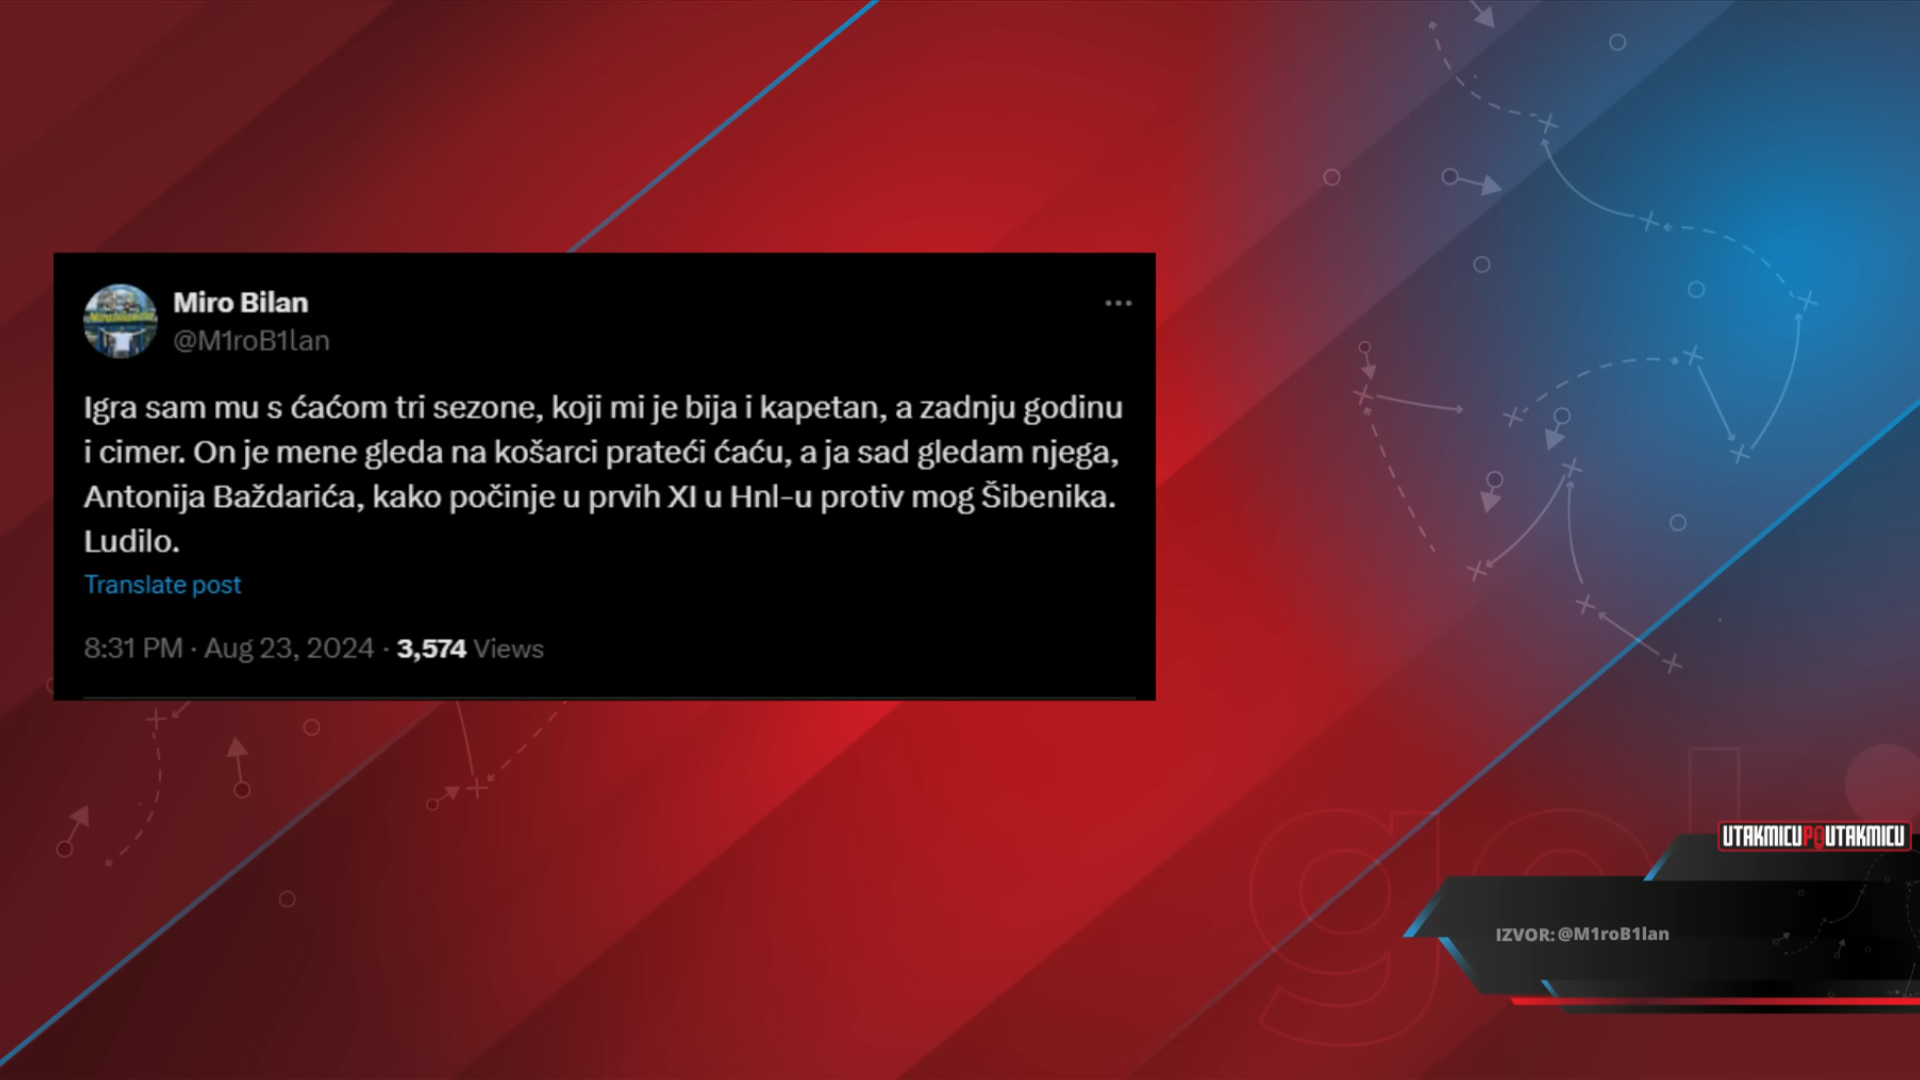 Miro Bilan
@M1roB1lan
Igra sam mu s ćaćom tri sezone, koji mi je bija i kapetan, a zadnju godinu
i cimer. On je mene gleda na košarci prateći ćaću, a ja sad gledam njega,
Antonija Baždarića, kako počinje u prvih XI u Hnl-u protiv mog Šibenika.
Ludilo.
Translate post
8:31 PM · Aug 23, 2024 · 3,574 Views
gol
UTAKMICUPOUTAKMICU
IZVOR: @M1roB1lan